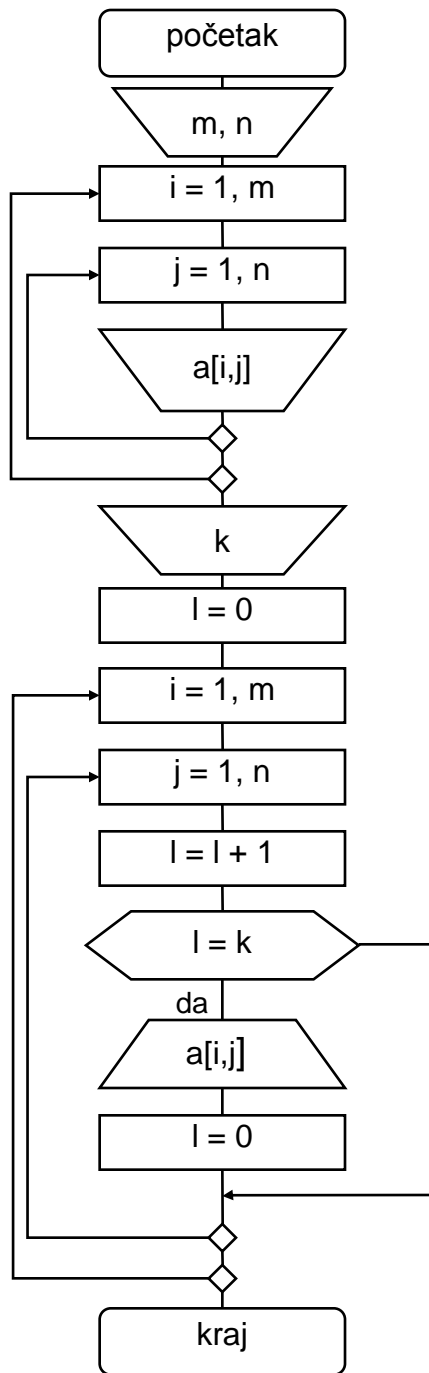 početak
m, n
i = 1, m
j = 1, n
a[i,j]
k
l = 0
i = 1, m
j = 1, n
l = l + 1
l = k
da
a[i,j]
l = 0
kraj